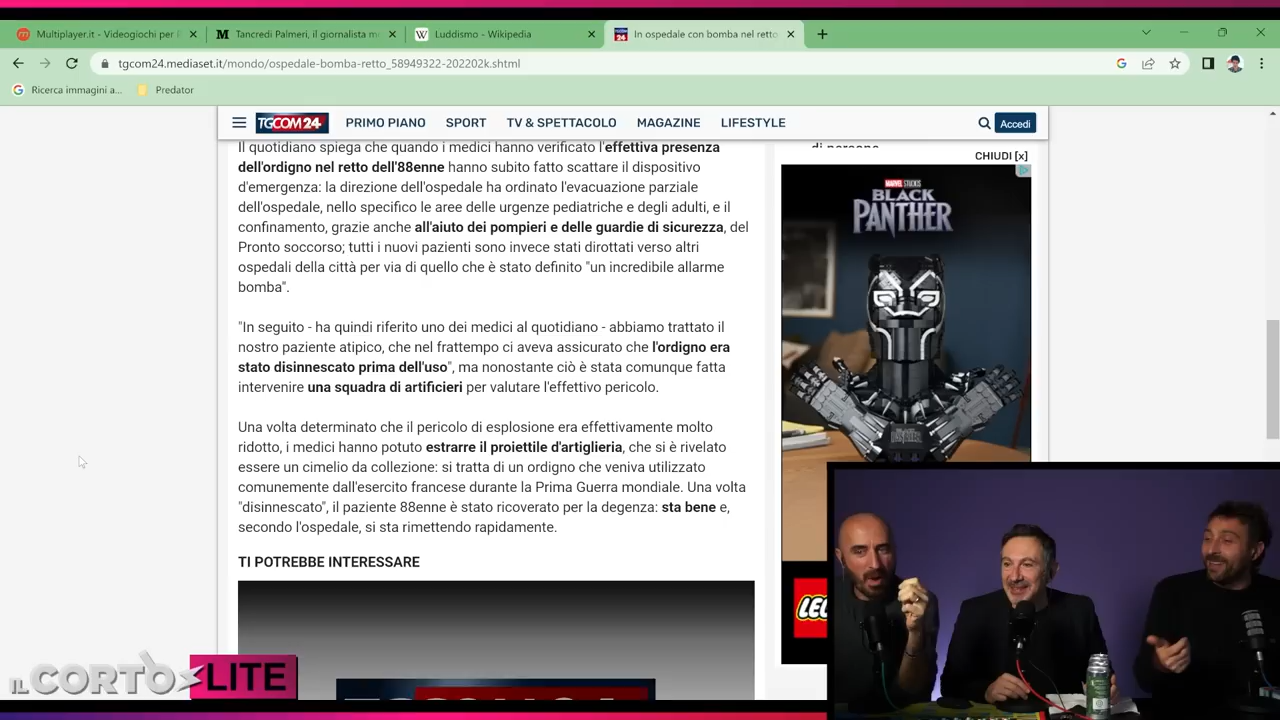 Multiplayer.it - Videogiochi per
Tancredi Palmeri, il giornalista
Luddismo - Wikipedia
In ospedale con bomba nel retto
tgcom24.mediaset.it/mondo/ospedale-bomba-retto_58949322-202202k.shtml
Ricerca immagini a...
Predator
TGCOM24
PRIMO PIANO
SPORT
TV & SPETTACOLO
MAGAZINE
LIFESTYLE
Accedi
Il quotidiano spiega che quando i medici hanno verificato l'effettiva presenza
dell'ordigno nel retto dell'88enne hanno subito fatto scattare il dispositivo
d'emergenza: la direzione dell'ospedale ha ordinato l'evacuazione parziale
dell'ospedale, nello specifico le aree delle urgenze pediatriche e degli adulti, e il
confinamento, grazie anche all'aiuto dei pompieri e delle guardie di sicurezza, del
Pronto soccorso; tutti i nuovi pazienti sono invece stati dirottati verso altri
ospedali della città per via di quello che è stato definito "un incredibile allarme
bomba".
"In seguito - ha quindi riferito uno dei medici al quotidiano - abbiamo trattato il
nostro paziente atipico, che nel frattempo ci aveva assicurato che l'ordigno era
stato disinnescato prima dell'uso", ma nonostante ciò è stata comunque fatta
intervenire una squadra di artificieri per valutare l'effettivo pericolo.
Una volta determinato che il pericolo di esplosione era effettivamente molto
ridotto, i medici hanno potuto estrarre il proiettile d'artiglieria, che si è rivelato
essere un cimelio da collezione: si tratta di un ordigno che veniva utilizzato
comunemente dall'esercito francese durante la Prima Guerra mondiale. Una volta
"disinnescato", il paziente 88enne è stato ricoverato per la degenza: sta bene e,
secondo l'ospedale, si sta rimettendo rapidamente.
TI POTREBBE INTERESSARE
di persone
CHIUDI [x]
MARVEL STUDIOS
BLACK
PANTHER
IL CORTO
LITE